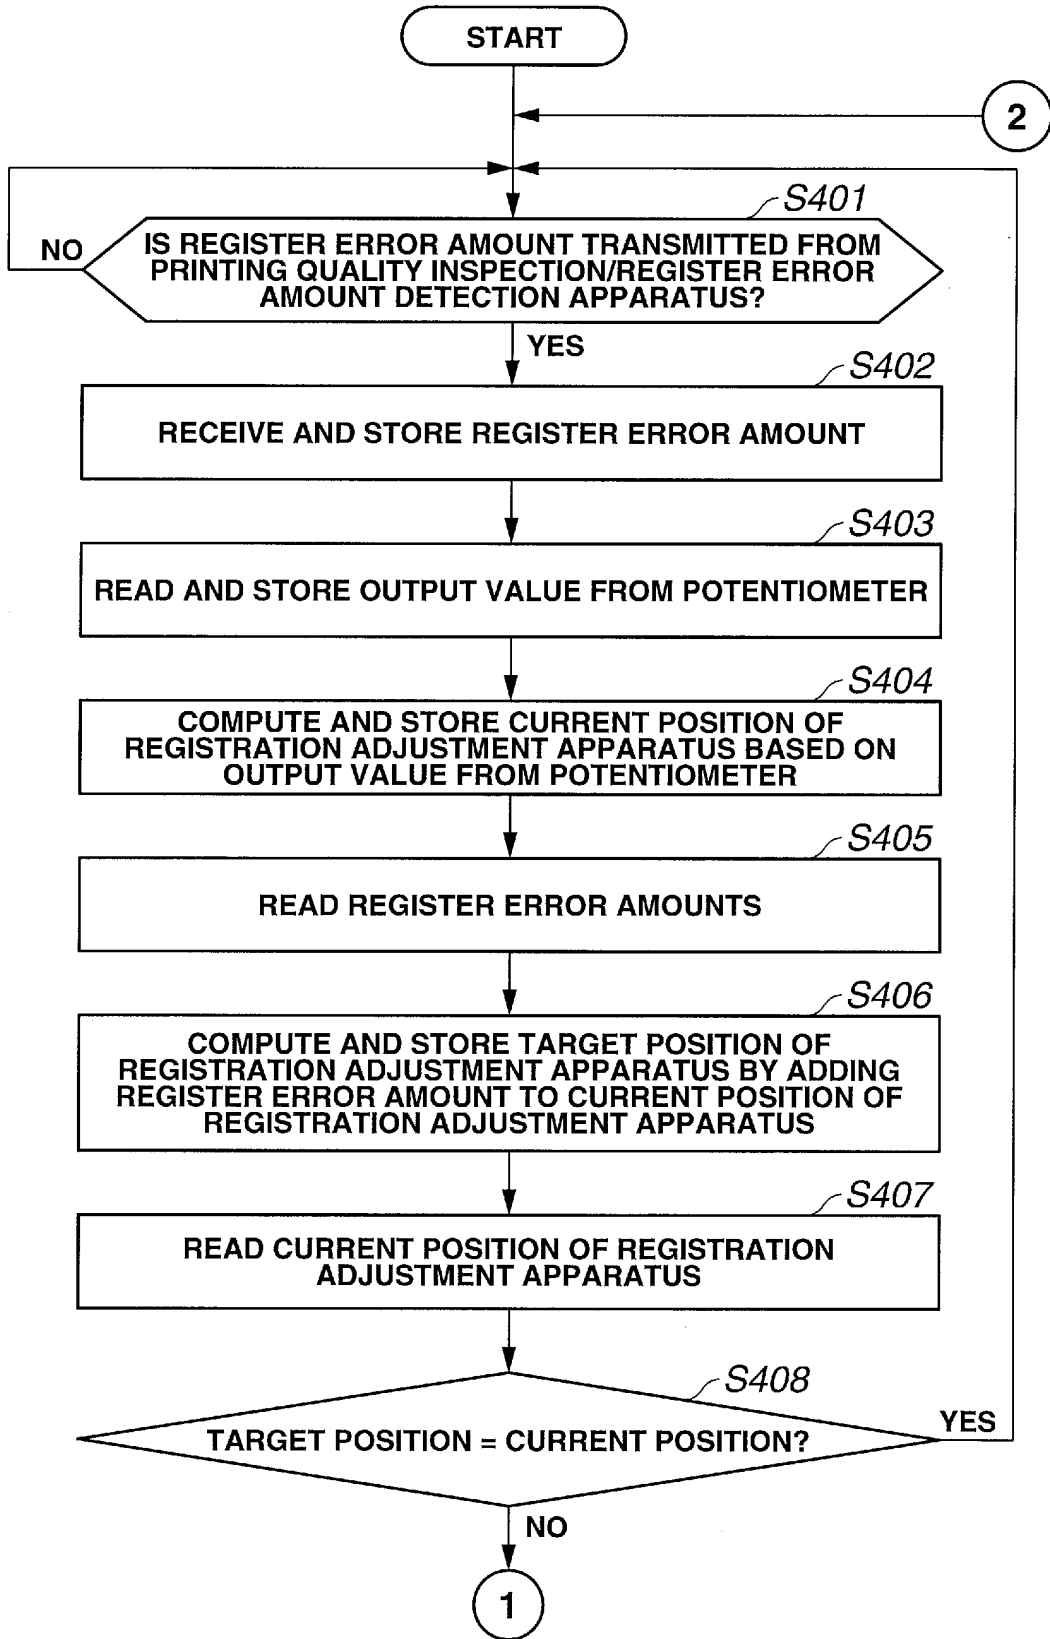 START
2
S401
NO
IS REGISTER ERROR AMOUNT TRANSMITTED FROM
PRINTING QUALITY INSPECTION/REGISTER ERROR
AMOUNT DETECTION APPARATUS?
YES
S402
RECEIVE AND STORE REGISTER ERROR AMOUNT
S403
READ AND STORE OUTPUT VALUE FROM POTENTIOMETER
S404
COMPUTE AND STORE CURRENT POSITION OF
REGISTRATION ADJUSTMENT APPARATUS BASED ON
OUTPUT VALUE FROM POTENTIOMETER
S405
READ REGISTER ERROR AMOUNTS
S406
COMPUTE AND STORE TARGET POSITION OF
REGISTRATION ADJUSTMENT APPARATUS BY ADDING
REGISTER ERROR AMOUNT TO CURRENT POSITION OF
REGISTRATION ADJUSTMENT APPARATUS
S407
READ CURRENT POSITION OF REGISTRATION
ADJUSTMENT APPARATUS
S408
TARGET POSITION = CURRENT POSITION?
YES
NO
1